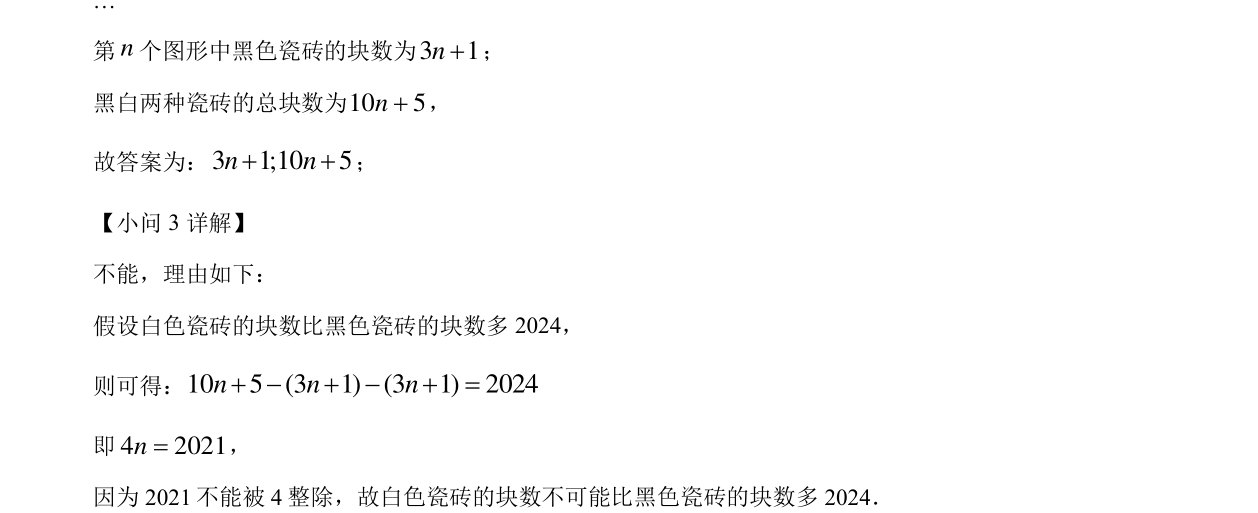 …
第 n 个图形中黑色瓷砖的块数为 3n+1；
黑白两种瓷砖的总块数为 10n+5，
故答案为：3n+1;10n+5；
【小问 3 详解】
不能，理由如下：
假设白色瓷砖的块数比黑色瓷砖的块数多 2024，
则可得：10n+5−(3n+1)−(3n+1)=2024
即 4n=2021，
因为 2021 不能被 4 整除，故白色瓷砖的块数不可能比黑色瓷砖的块数多 2024．